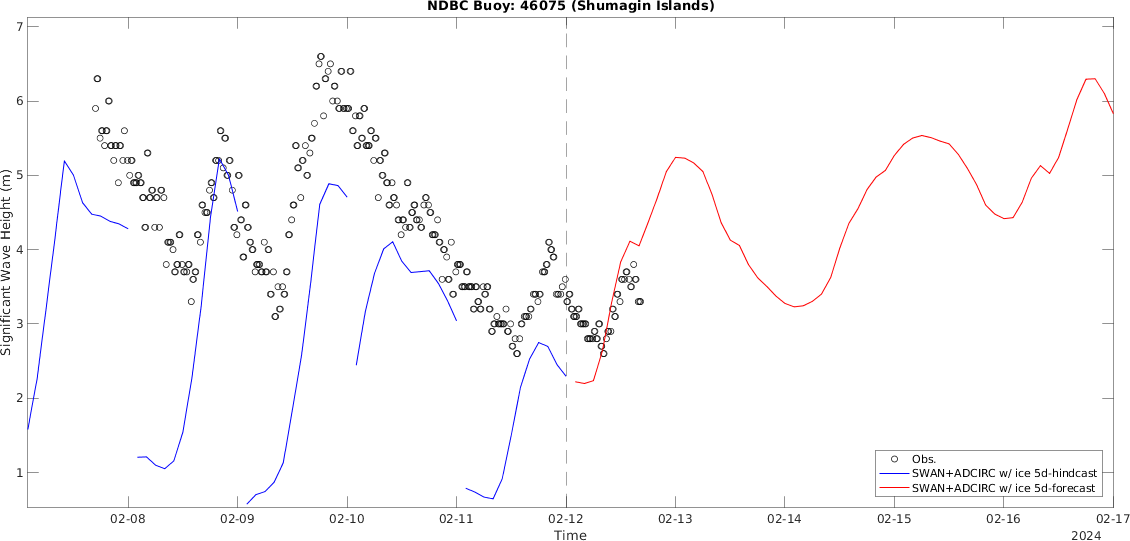 NDBC Buoy: 46075 (Shumagin Islands)
Significant Wave Height (m)
7
6
5
4
3
2
1
Obs.
SWAN+ADCIRC w/ ice 5d-hindcast
SWAN+ADCIRC w/ ice 5d-forecast
02-08 02-09 02-10 02-11 02-12 02-13 02-14 02-15 02-16 02-17
Time
2024